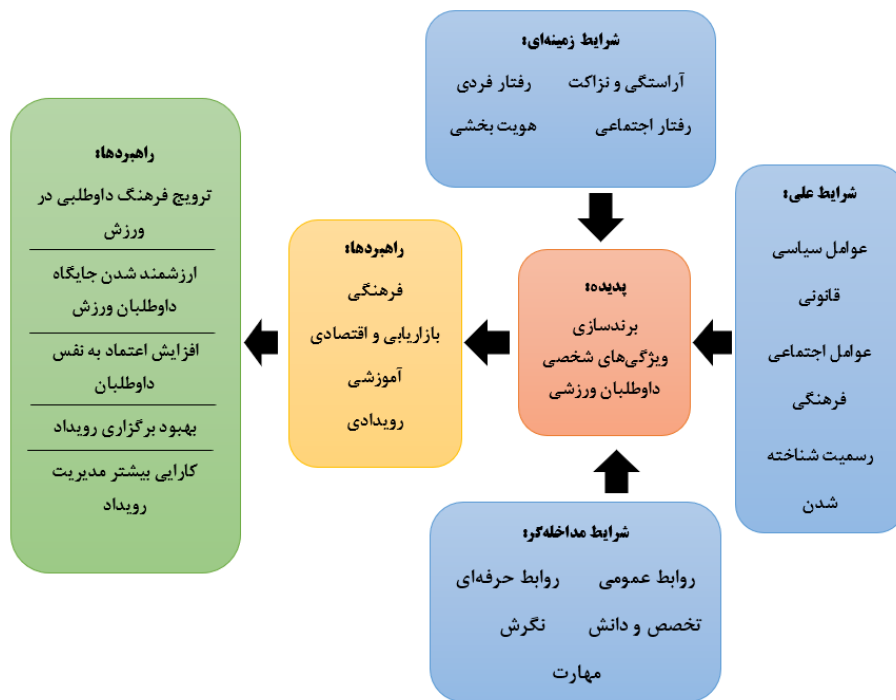 شرایط زمینه‌ای:
آراستگی و نزاکت رفتار فردی
رفتار اجتماعی هویت بخشی
شرایط علی:
عوامل سیاسی
قانونی
عوامل اجتماعی
فرهنگی
رسمیت شناخته
شدن
پدیده:
برندسازی
ویژگی‌های شخصی
داوطلبان ورزشی
شرایط مداخله‌گر:
روابط عمومی روابط حرفه‌ای
تخصص و دانش نگرش
مهارت
راهبردها:
فرهنگی
بازاریابی و اقتصادی
آموزشی
رویدادی
راهبردها:
ترویج فرهنگ داوطلبی در
ورزش
ارزشمند شدن جایگاه
داوطلبان ورزش
افزایش اعتماد به نفس
داوطلبان
بهبود برگزاری رویداد
کارایی بیشتر مدیریت
رویداد